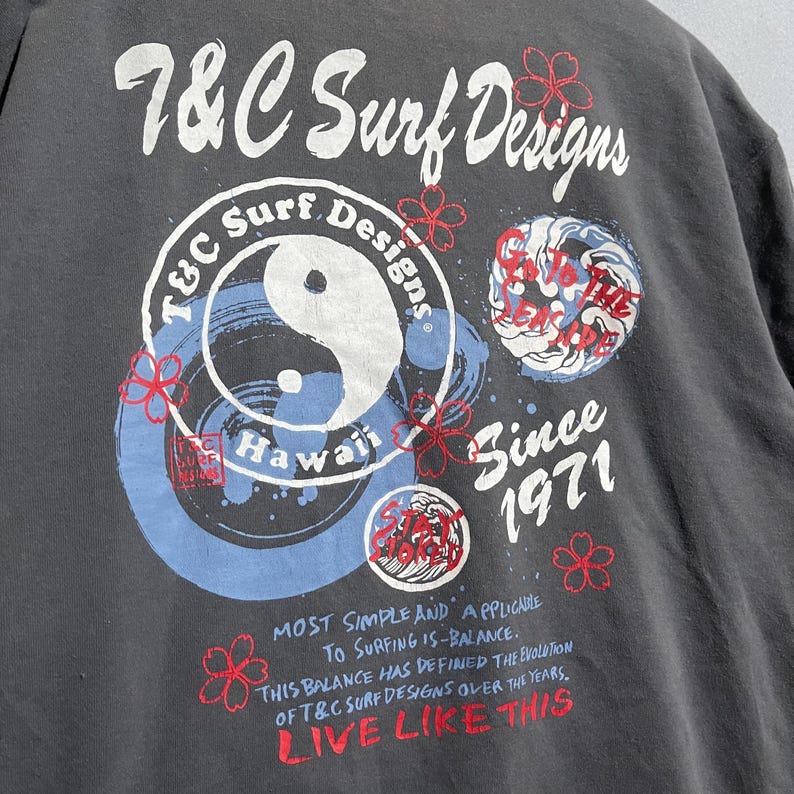 T&C Surf Designs
T&C Surf Designs®
Hawaii
GO TO THE
SEASIDE
Since
1971
T&C
SURF
DESIGNS
STAY
STOKED
MOST SIMPLE AND APPLICABLE
TO SURFING IS-BALANCE.
THIS BALANCE HAS DEFINED THE EVOLUTION
OF T&C SURF DESIGNS OVER THE YEARS.
LIVE LIKE THIS